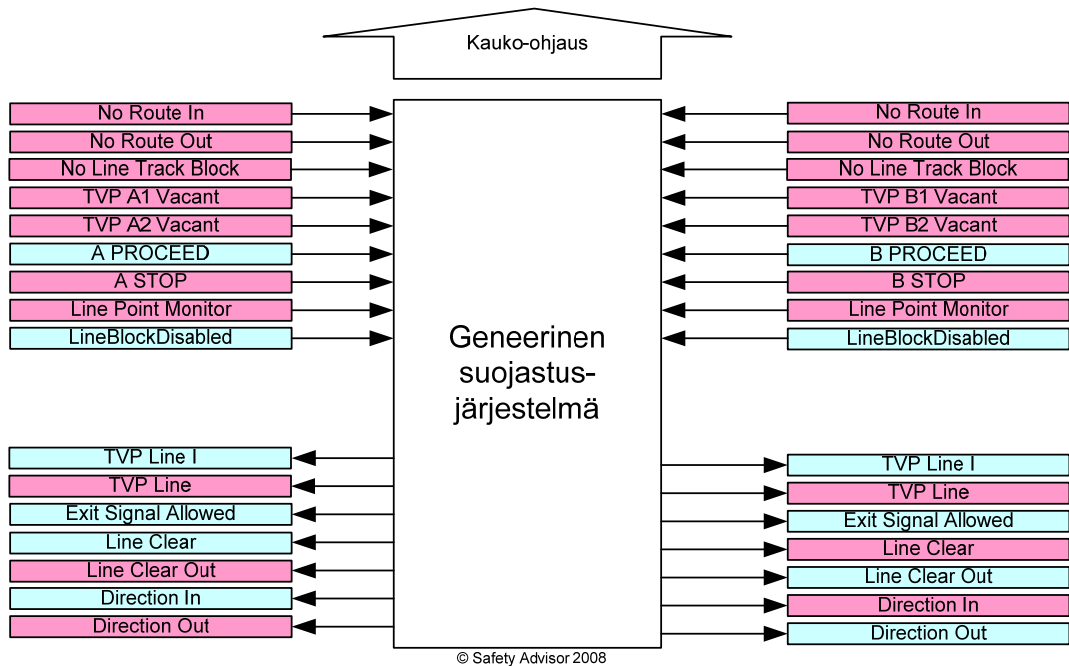 Kauko-ohjaus
No Route In
No Route Out
No Line Track Block
TVP A1 Vacant
TVP A2 Vacant
A PROCEED
A STOP
Line Point Monitor
LineBlockDisabled
TVP Line I
TVP Line
Exit Signal Allowed
Line Clear
Line Clear Out
Direction In
Direction Out
Geneerinen
suojastus-
järjestelmä
No Route In
No Route Out
No Line Track Block
TVP B1 Vacant
TVP B2 Vacant
B PROCEED
B STOP
Line Point Monitor
LineBlockDisabled
TVP Line I
TVP Line
Exit Signal Allowed
Line Clear
Line Clear Out
Direction In
Direction Out
© Safety Advisor 2008